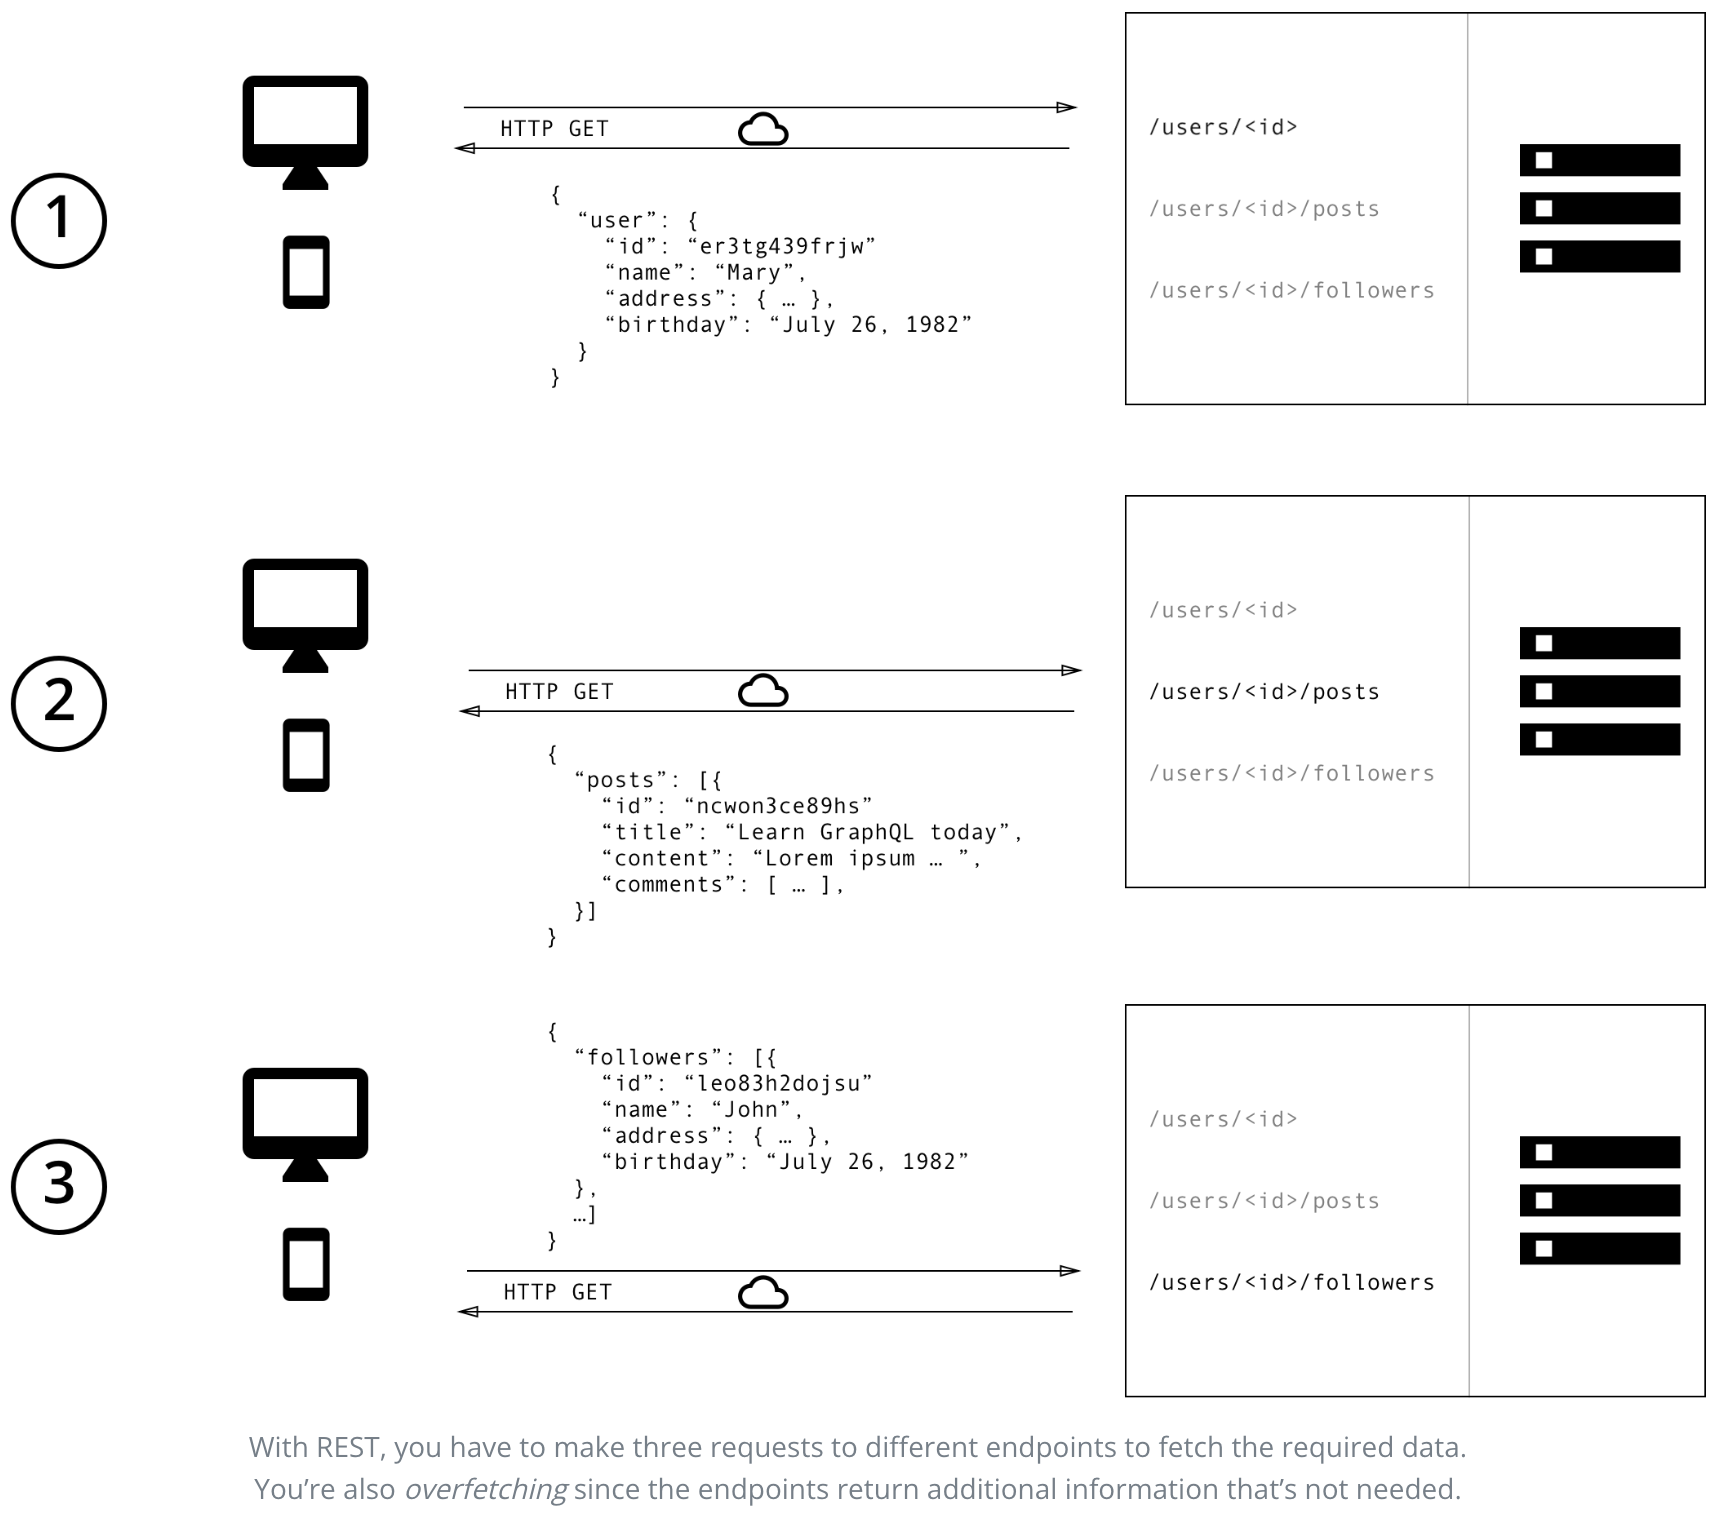 1
HTTP GET
{
“user”: {
“id”: “er3tg439frjw”
“name”: “Mary”,
“address”: { … },
“birthday”: “July 26, 1982”
}
}
/users/<id>
/users/<id>/posts
/users/<id>/followers
2
HTTP GET
{
“posts”: [{
“id”: “ncwon3ce89hs”
“title”: “Learn GraphQL today”,
“content”: “Lorem ipsum … ”,
“comments”: [ … ],
}]
}
/users/<id>
/users/<id>/posts
/users/<id>/followers
3
{
“followers”: [{
“id”: “leo83h2dojsu”
“name”: “John”,
“address”: { … },
“birthday”: “July 26, 1982”
},
…]
}
HTTP GET
/users/<id>
/users/<id>/posts
/users/<id>/followers
With REST, you have to make three requests to different endpoints to fetch the required data.
You’re also overfetching since the endpoints return additional information that’s not needed.